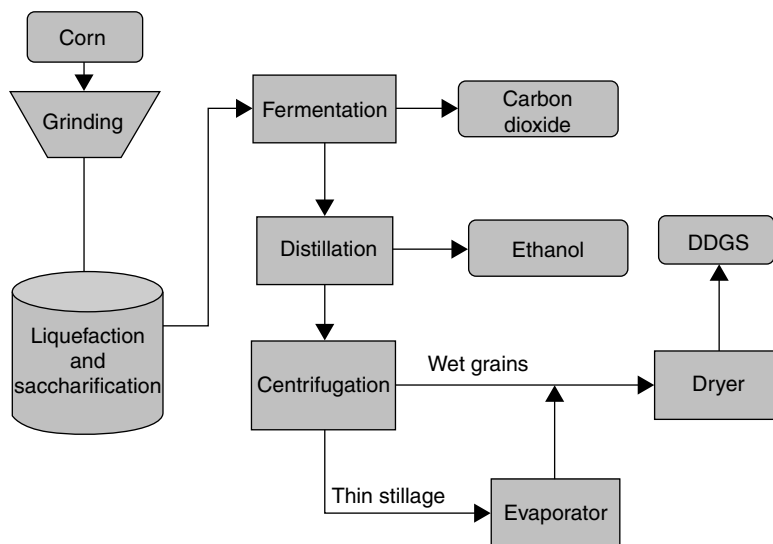 Corn
Grinding
Liquefaction
and
saccharification
Fermentation
Carbon
dioxide
Distillation
Ethanol
DDGS
Centrifugation
Wet grains
Dryer
Thin stillage
Evaporator